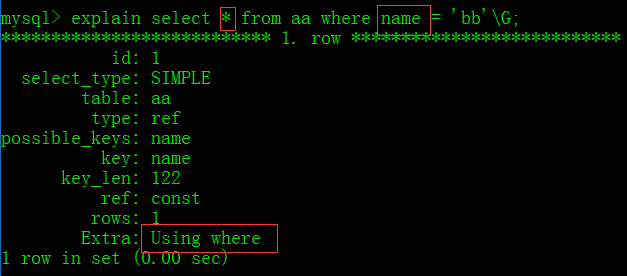 mysql> explain select * from aa where name = 'bb'\G;
*************************** 1. row ***************************
id: 1
select_type: SIMPLE
table: aa
type: ref
possible_keys: name
key: name
key_len: 122
ref: const
rows: 1
Extra: Using where
1 row in set (0.00 sec)